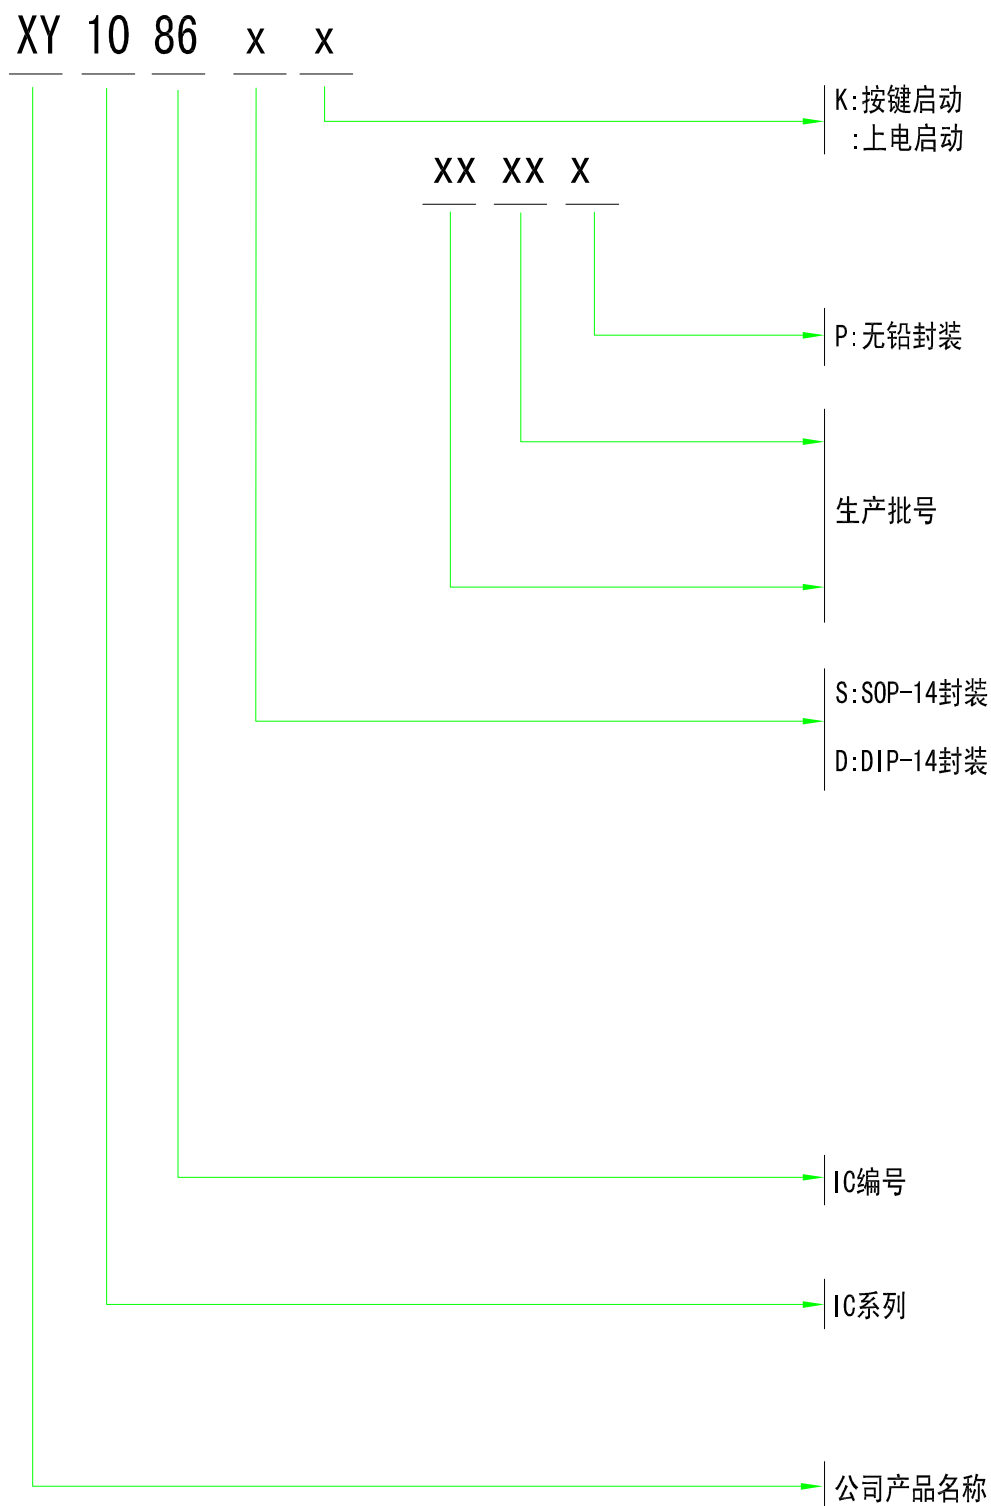 XY 10 86 x x
K:按键启动
:上电启动
XX XX X
P:无铅封装
生产批号
S:SOP-14封装
D:DIP-14封装
IC编号
IC系列
公司产品名称